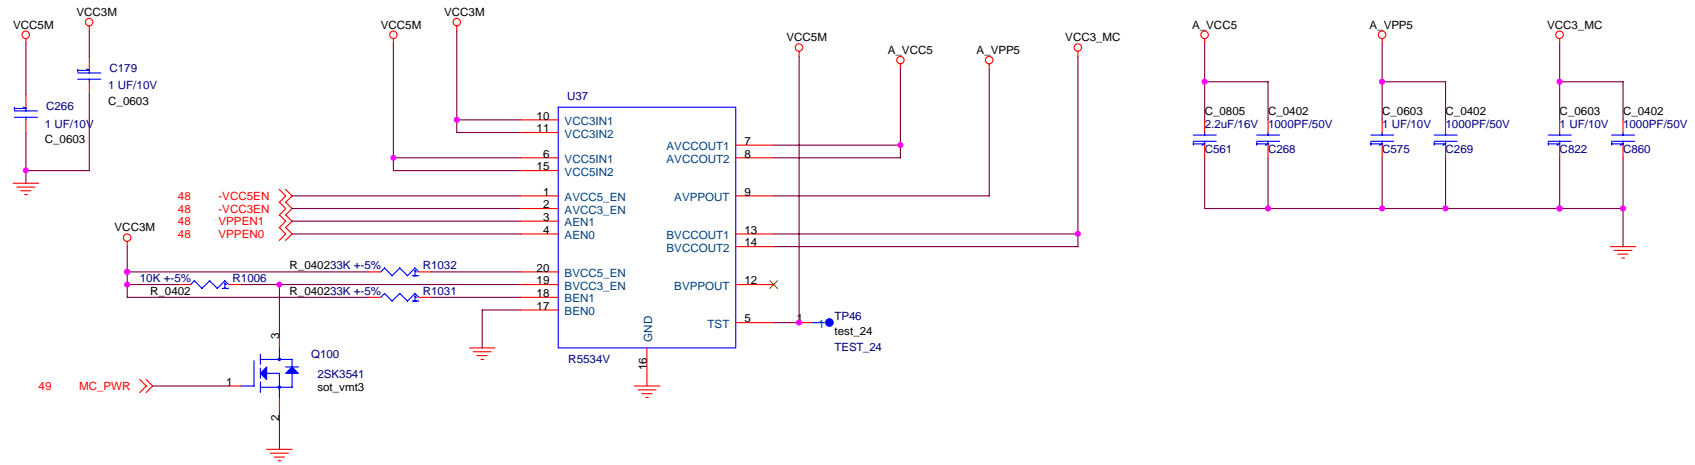 VCC5M
VCC3M
C179
1 UF/10V
C_0603
C266
1 UF/10V
C_0603
VCC5M
VCC3M
U37
10 VCC3IN1
11 VCC3IN2
6 VCC5IN1
15 VCC5IN2
48 -VCC5EN 1 AVCC5_EN
48 -VCC3EN 2 AVCC3_EN
48 VPPEN1 3 AEN1
48 VPPEN0 4 AEN0
VCC3M
R_0402 33K +-5% R1032 20 BVCC5_EN
10K +-5% R1006 19 BVCC3_EN
R_0402
R_0402 33K +-5% R1031 18 BEN1
17 BEN0
GND
16
R5534V
AVCCOUT1 7
AVCCOUT2 8
AVPPOUT 9
BVCCOUT1 13
BVCCOUT2 14
BVPPOUT 12
TST 5
VCC5M
A_VCC5
A_VPP5
VCC3_MC
1
1
TP46
test_24
TEST_24
3
Q100
2SK3541
sot_vmt3
49 MC_PWR 1
2
A_VCC5
C_0805
2.2uF/16V
C561
C_0402
1000PF/50V
C268
A_VPP5
C_0603
1 UF/10V
C575
C_0402
1000PF/50V
C269
VCC3_MC
C_0603
1 UF/10V
C822
C_0402
1000PF/50V
C860